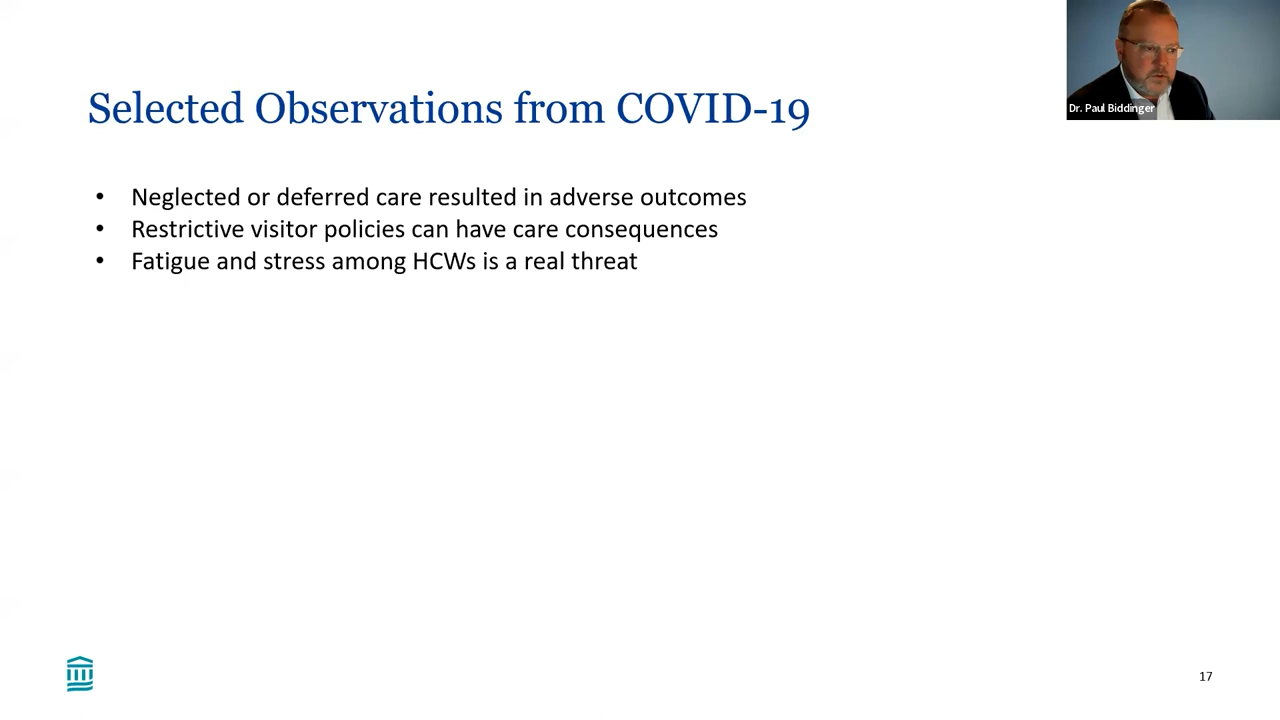 Selected Observations from COVID-19
Dr. Paul Biddinger
• Neglected or deferred care resulted in adverse outcomes
• Restrictive visitor policies can have care consequences
• Fatigue and stress among HCWs is a real threat
17